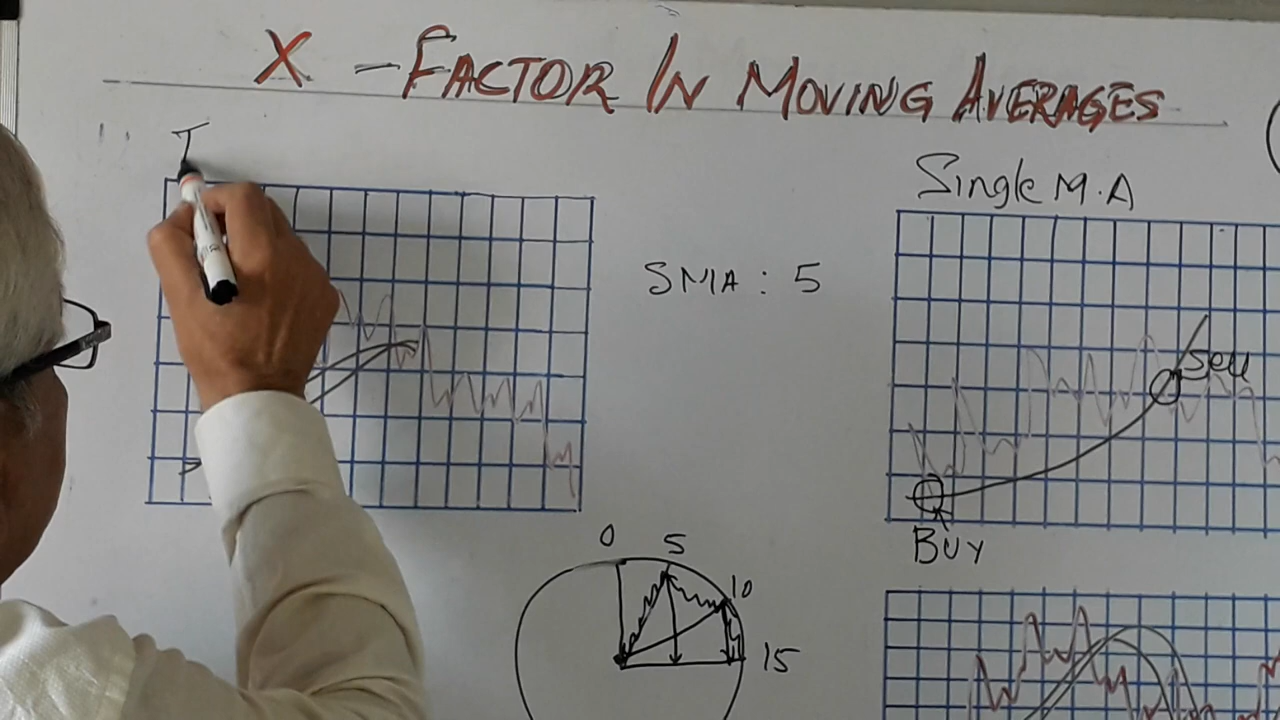 X - FACTOR IN MOVING AVERAGES
T
Single M.A
SMA : 5
Sell
BUY
0
5
10
15